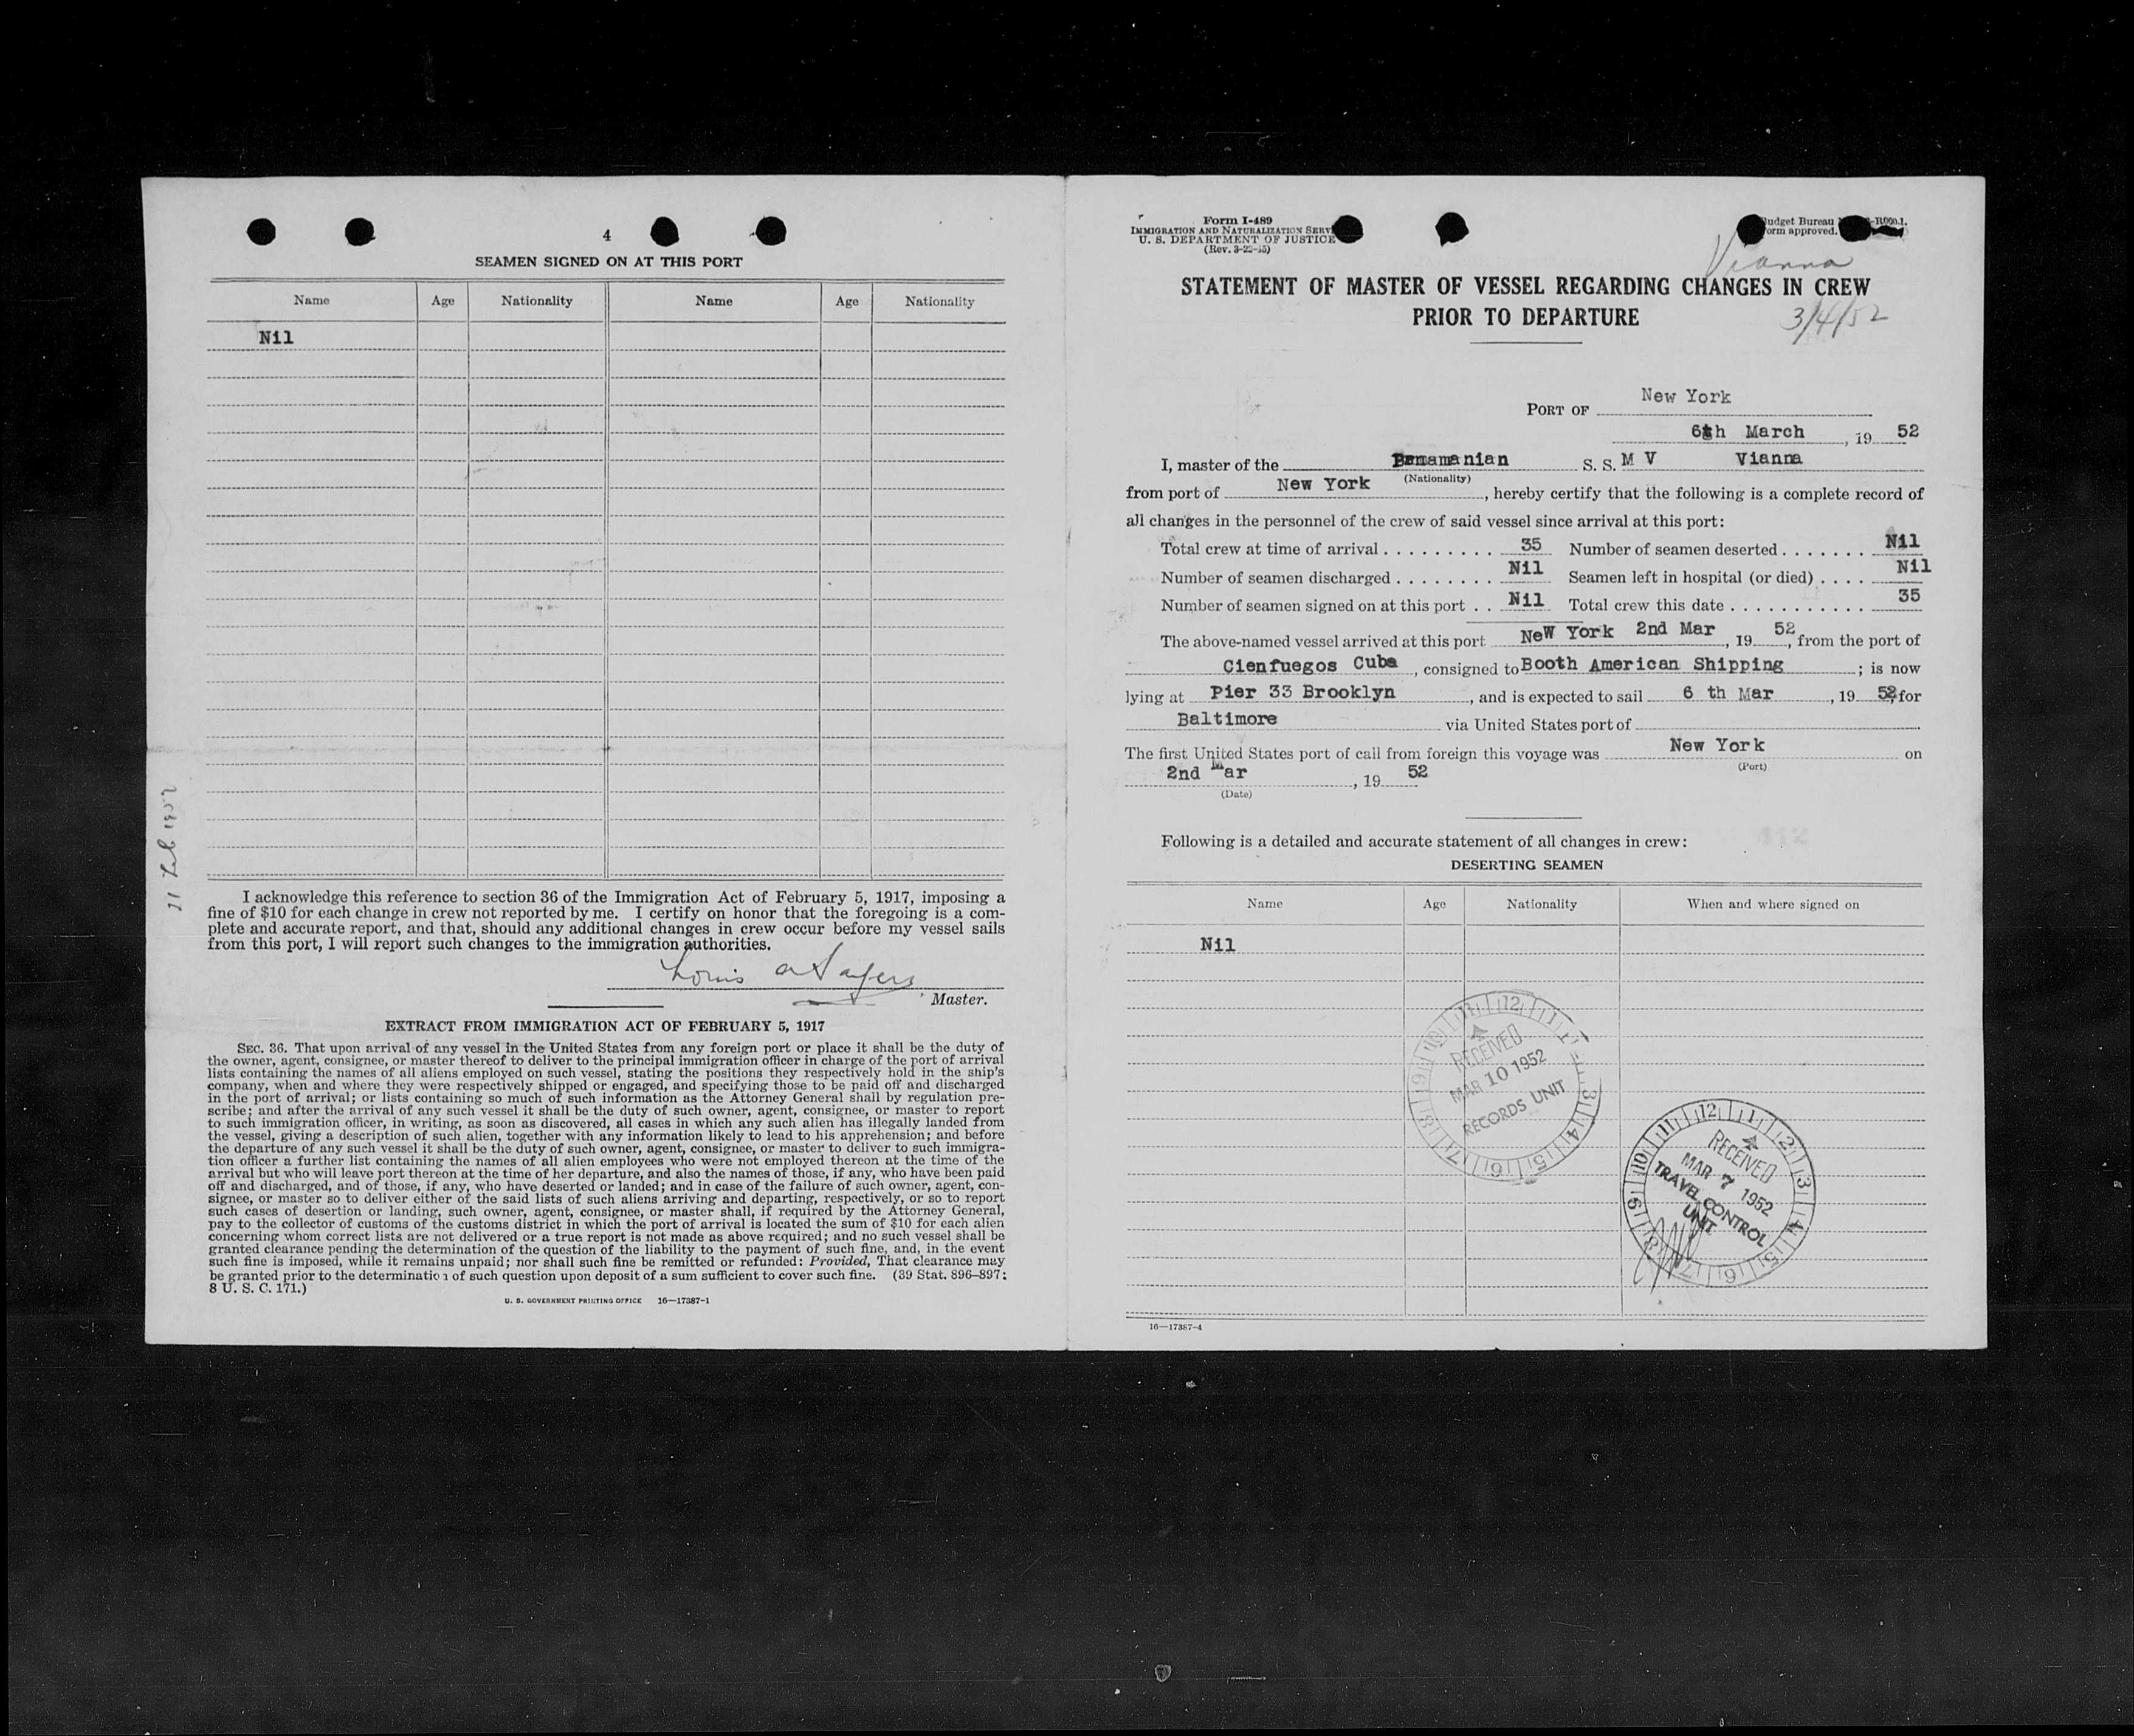 4
SEAMEN SIGNED ON AT THIS PORT
Name Age Nationality Name Age Nationality
Nil
I acknowledge this reference to section 36 of the Immigration Act of February 5, 1917, imposing a
fine of $10 for each change in crew not reported by me. I certify on honor that the foregoing is a com-
plete and accurate report, and that, should any additional changes in crew occur before my vessel sails
from this port, I will report such changes to the immigration authorities.
Louis a Sayers
Master.
EXTRACT FROM IMMIGRATION ACT OF FEBRUARY 5, 1917
SEC. 36. That upon arrival of any vessel in the United States from any foreign port or place it shall be the duty of
the owner, agent, consignee, or master thereof to deliver to the principal immigration officer in charge of the port of arrival
lists containing the names of all aliens employed on such vessel, stating the positions they respectively hold in the ship's
company, when and where they were respectively shipped or engaged, and specifying those to be paid off and discharged
in the port of arrival; or lists containing so much of such information as the Attorney General shall by regulation pre-
scribe; and after the arrival of any such vessel it shall be the duty of such owner, agent, consignee, or master to report
to such immigration officer, in writing, as soon as discovered, all cases in which any such alien has illegally landed from
the vessel, giving a description of such alien, together with any information likely to lead to his apprehension; and before
the departure of any such vessel it shall be the duty of such owner, agent, consignee, or master to deliver to such immigra-
tion officer a further list containing the names of all alien employees who were not employed thereon at the time of the
arrival but who will leave port thereon at the time of her departure, and also the names of those, if any, who have been paid
off and discharged, and of those, if any, who have deserted or landed; and in case of the failure of such owner, agent, con-
signee, or master so to deliver either of the said lists of such aliens arriving and departing, respectively, or so to report
such cases of desertion or landing, such owner, agent, consignee, or master shall, if required by the Attorney General,
pay to the collector of customs of the customs district in which the port of arrival is located the sum of $10 for each alien
concerning whom correct lists are not delivered or a true report is not made as above required; and no such vessel shall be
granted clearance pending the determination of the question of the liability to the payment of such fine, and, in the event
such fine is imposed, while it remains unpaid; nor shall such fine be remitted or refunded: Provided, That clearance may
be granted prior to the determination of such question upon deposit of a sum sufficient to cover such fine. (39 Stat. 896–897;
8 U. S. C. 171.)
U. S. GOVERNMENT PRINTING OFFICE 16—17387-1
21 Feb 1952
Form I-489
IMMIGRATION AND NATURALIZATION
U. S. DEPARTMENT OF JUSTICE
(Rev. 3-22-45)
Budget Bureau
Form approved.
Vianna
STATEMENT OF MASTER OF VESSEL REGARDING CHANGES IN CREW
PRIOR TO DEPARTURE
3/4/52
PORT OF New York
6th March, 19 52
I, master of the S. S. M V Vianna
(Nationality)
from port of New York, hereby certify that the following is a complete record of
all changes in the personnel of the crew of said vessel since arrival at this port:
Total crew at time of arrival . . . . . . . . . 35 Number of seamen deserted . . . . . . . Nil
Number of seamen discharged . . . . . . . . Nil Seamen left in hospital (or died) . . . . Nil
Number of seamen signed on at this port . . Nil Total crew this date . . . . . . . . . . . 35
The above-named vessel arrived at this port NeW York 2nd Mar, 19 52, from the port of
Cienfuegos Cuba, consigned to Booth American Shipping; is now
lying at Pier 33 Brooklyn, and is expected to sail 6 th Mar, 19 52, for
Baltimore via United States port of
The first United States port of call from foreign this voyage was New York on
(Port)
2nd Mar, 19 52
(Date)
Following is a detailed and accurate statement of all changes in crew:
DESERTING SEAMEN
Name Age Nationality When and where signed on
Nil
RECEIVED
MAR 10 1952
RECORDS UNIT
RECEIVED
MAR 7 1952
TRAVEL CONTROL
UNIT
16—17387-4